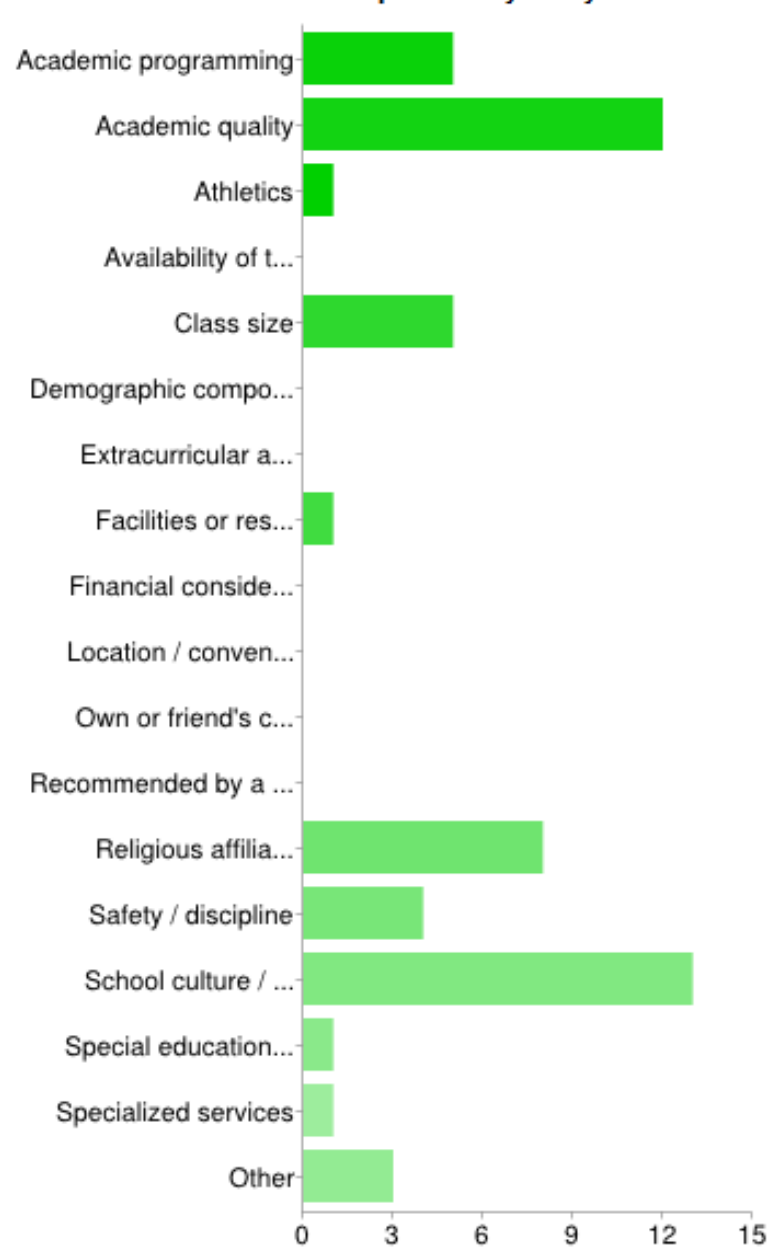 Academic programming
Academic quality
Athletics
Availability of t...
Class size
Demographic compo...
Extracurricular a...
Facilities or res...
Financial conside...
Location / conven...
Own or friend's c...
Recommended by a ...
Religious affilia...
Safety / discipline
School culture / ...
Special education...
Specialized services
Other
0 3 6 9 12 15